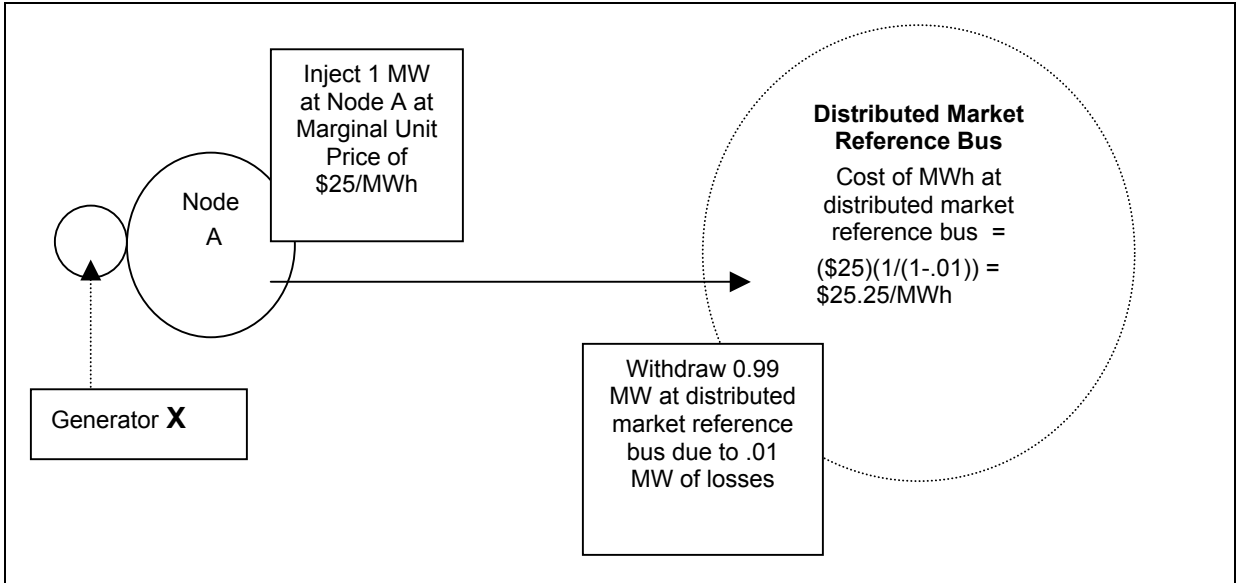 Inject 1 MW
at Node A at
Marginal Unit
Price of
$25/MWh
Node
A
Generator X
Distributed Market
Reference Bus
Cost of MWh at
distributed market
reference bus =
($25)(1/(1-.01)) =
$25.25/MWh
Withdraw 0.99
MW at distributed
market reference
bus due to .01
MW of losses